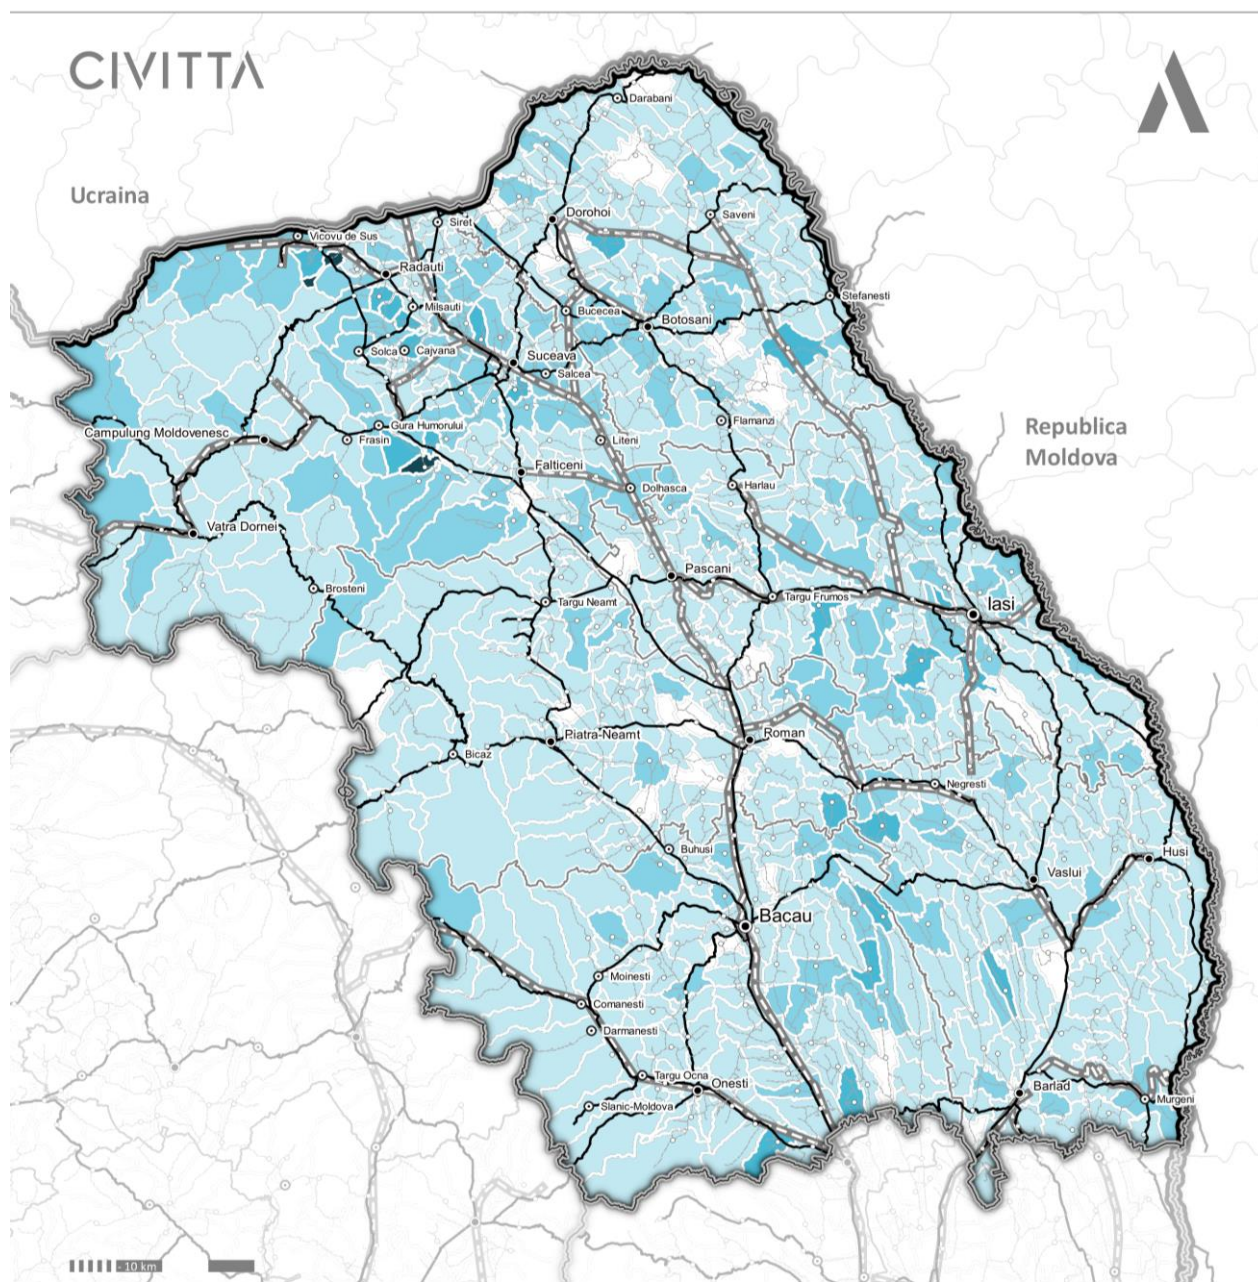 CIVITTA
Darabani
Ucraina
Saveni
Dorohoi
Siret
Vicovu de Sus
Radauti
Stefanesti
Milsauti
Bucecea
Botosani
Solca
Cajvana
Suceava
Salcea
Flamanzi
Gura Humorului
Republica
Moldova
Campulung Moldovenesc
Frasin
Liteni
Falticeni
Dolhasca
Harlau
Vatra Dornei
Pascani
Brosteni
Targu Neamt
Targu Frumos
Iasi
Piatra-Neamt
Roman
Bicaz
Negresti
Buhusi
Husi
Vaslui
Bacau
Moinesti
Comanesti
Darmanesti
Targu Ocna
Onesti
Barlad
Slanic-Moldova
Murgeni
- 10 km